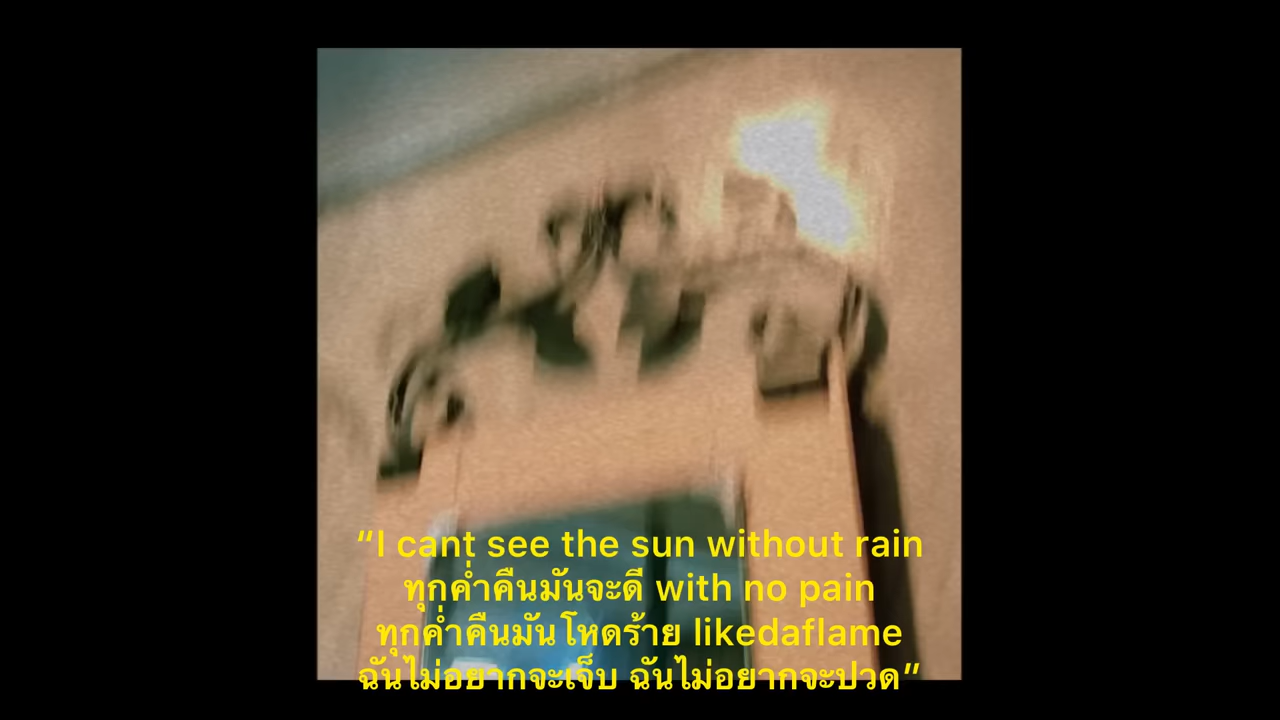 “I cant see the sun without rain
ทุกค่ำคืนมันจะดี with no pain
ทุกค่ำคืนมันโหดร้าย likedaflame
ฉันไม่อยากจะเจ็บ ฉันไม่อยากจะปวด”